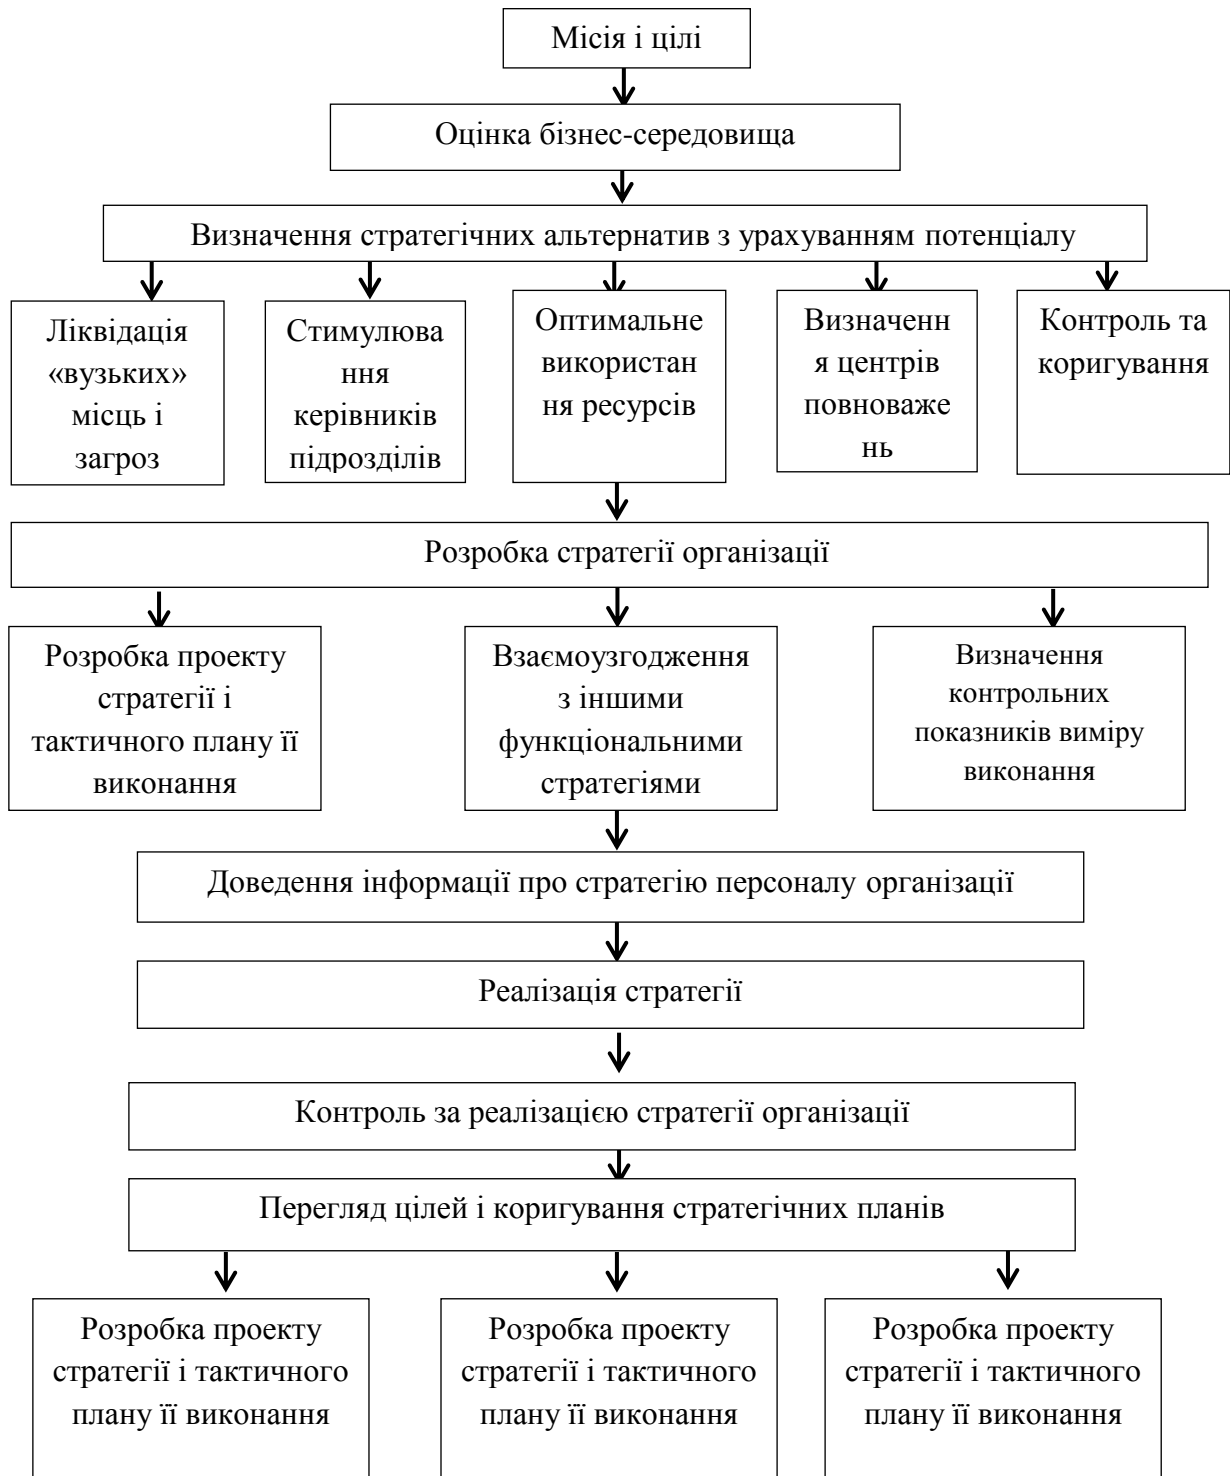 Місія і цілі
Оцінка бізнес-середовища
Визначення стратегічних альтернатив з урахуванням потенціалу
Ліквідація
«вузьких»
місць і
загроз
Стимулюва
ння
керівників
підрозділів
Оптимальне
використан
ня ресурсів
Визначенн
я центрів
повноваже
нь
Контроль та
коригування
Розробка стратегії організації
Розробка проекту
стратегії і
тактичного плану її
виконання
Взаємоузгодження
з іншими
функціональними
стратегіями
Визначення
контрольних
показників виміру
виконання
Доведення інформації про стратегію персоналу організації
Реалізація стратегії
Контроль за реалізацією стратегії організації
Перегляд цілей і коригування стратегічних планів
Розробка проекту
стратегії і тактичного
плану її виконання
Розробка проекту
стратегії і тактичного
плану її виконання
Розробка проекту
стратегії і тактичного
плану її виконання